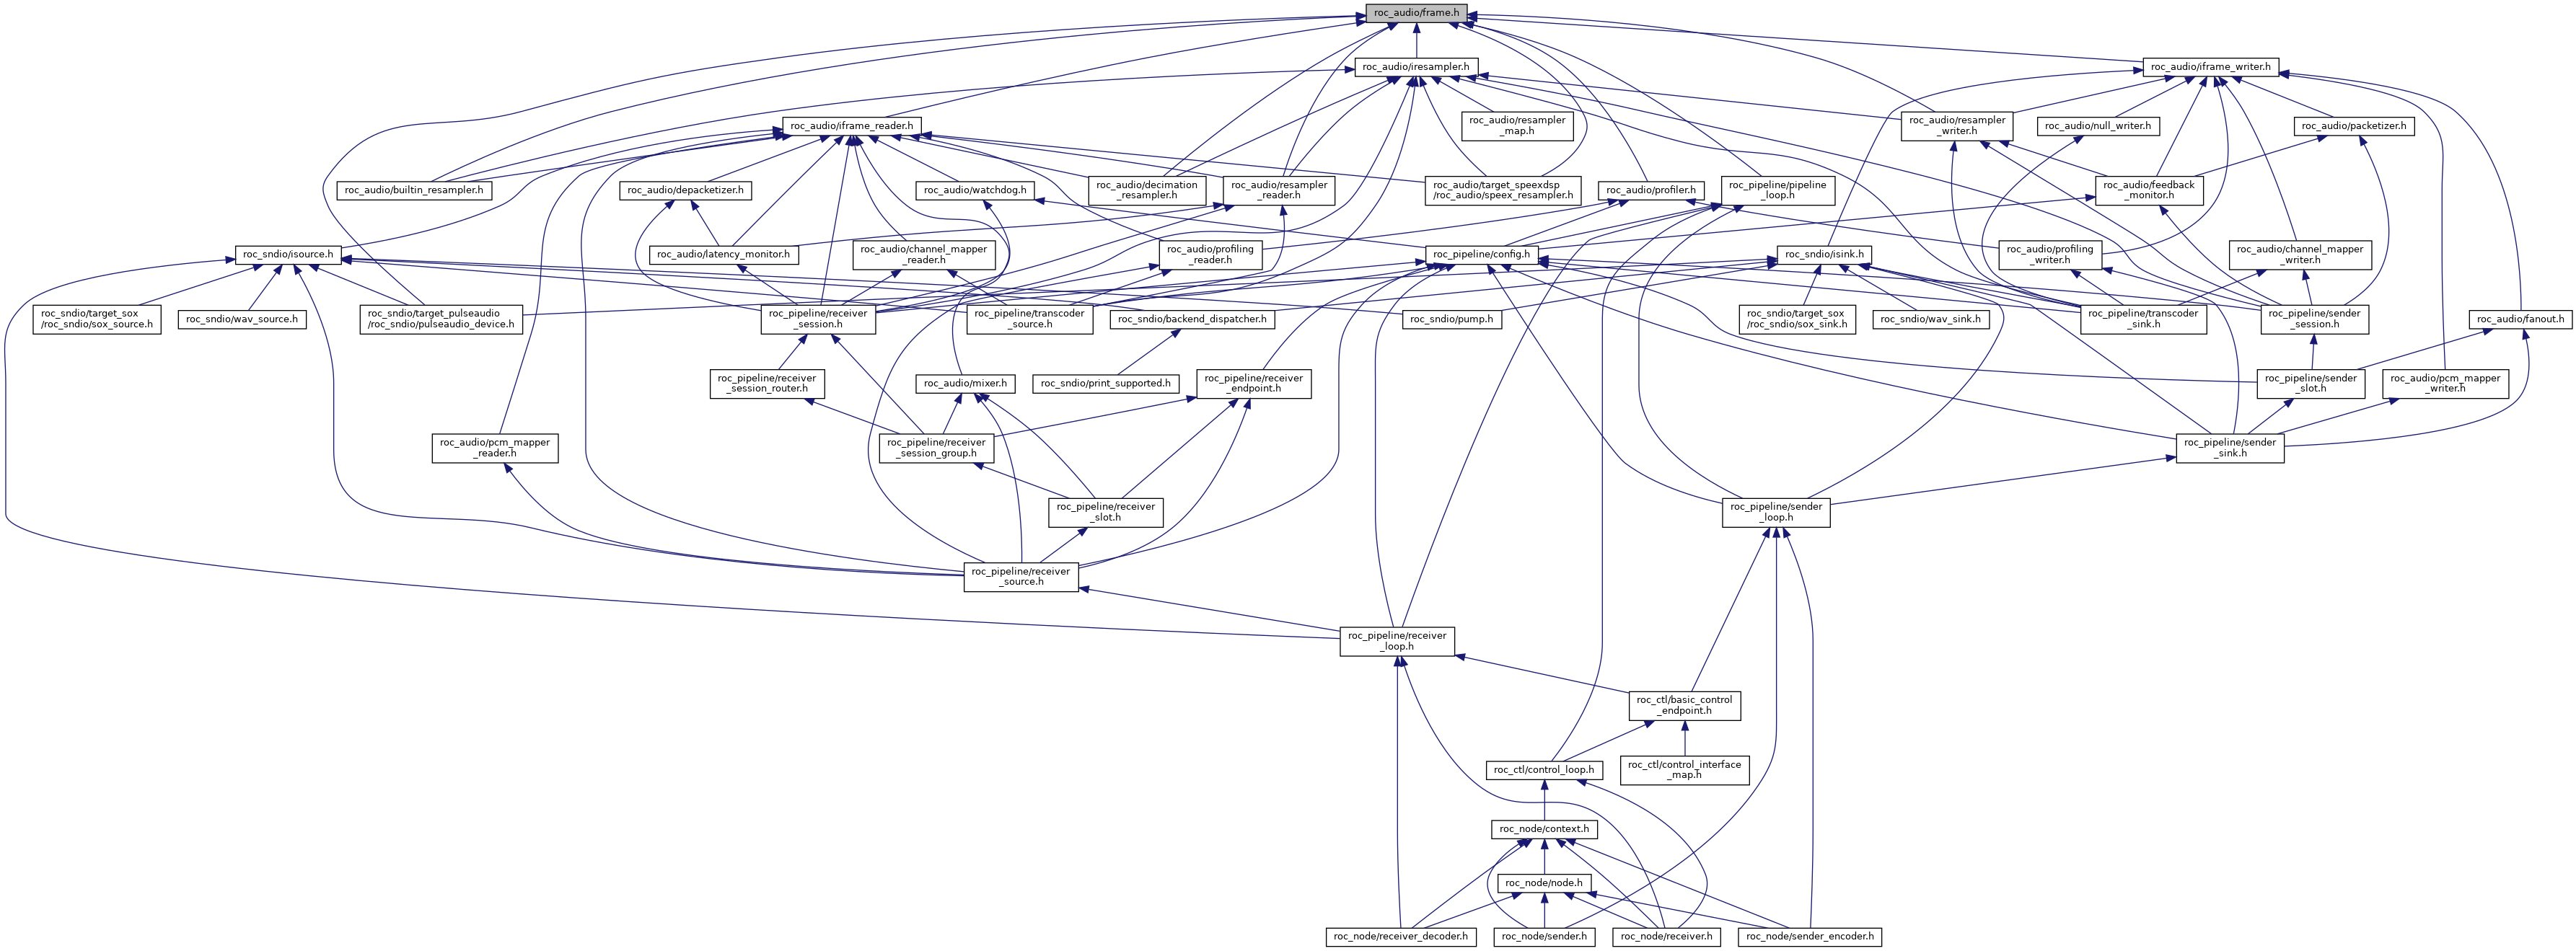 roc_audio/frame.h
roc_audio/iresampler.h
roc_audio/iframe_writer.h
roc_audio/iframe_reader.h
roc_audio/resampler
_map.h
roc_audio/resampler
_writer.h
roc_audio/null_writer.h
roc_audio/packetizer.h
roc_audio/builtin_resampler.h
roc_audio/depacketizer.h
roc_audio/watchdog.h
roc_audio/decimation
_resampler.h
roc_audio/resampler
_reader.h
roc_audio/target_speexdsp
/roc_audio/speex_resampler.h
roc_audio/profiler.h
roc_pipeline/pipeline
_loop.h
roc_audio/feedback
_monitor.h
roc_sndio/isource.h
roc_audio/latency_monitor.h
roc_audio/channel_mapper
_reader.h
roc_audio/profiling
_reader.h
roc_pipeline/config.h
roc_sndio/isink.h
roc_audio/profiling
_writer.h
roc_audio/channel_mapper
_writer.h
roc_sndio/target_sox
/roc_sndio/sox_source.h
roc_sndio/wav_source.h
roc_sndio/target_pulseaudio
/roc_sndio/pulseaudio_device.h
roc_pipeline/receiver
_session.h
roc_pipeline/transcoder
_source.h
roc_sndio/backend_dispatcher.h
roc_sndio/pump.h
roc_sndio/target_sox
/roc_sndio/sox_sink.h
roc_sndio/wav_sink.h
roc_pipeline/transcoder
_sink.h
roc_pipeline/sender
_session.h
roc_audio/fanout.h
roc_pipeline/receiver
_session_router.h
roc_audio/mixer.h
roc_sndio/print_supported.h
roc_pipeline/receiver
_endpoint.h
roc_pipeline/sender
_slot.h
roc_audio/pcm_mapper
_writer.h
roc_audio/pcm_mapper
_reader.h
roc_pipeline/receiver
_session_group.h
roc_pipeline/sender
_sink.h
roc_pipeline/receiver
_slot.h
roc_pipeline/sender
_loop.h
roc_pipeline/receiver
_source.h
roc_pipeline/receiver
_loop.h
roc_ctl/basic_control
_endpoint.h
roc_ctl/control_loop.h
roc_ctl/control_interface
_map.h
roc_node/context.h
roc_node/node.h
roc_node/receiver_decoder.h
roc_node/sender.h
roc_node/receiver.h
roc_node/sender_encoder.h